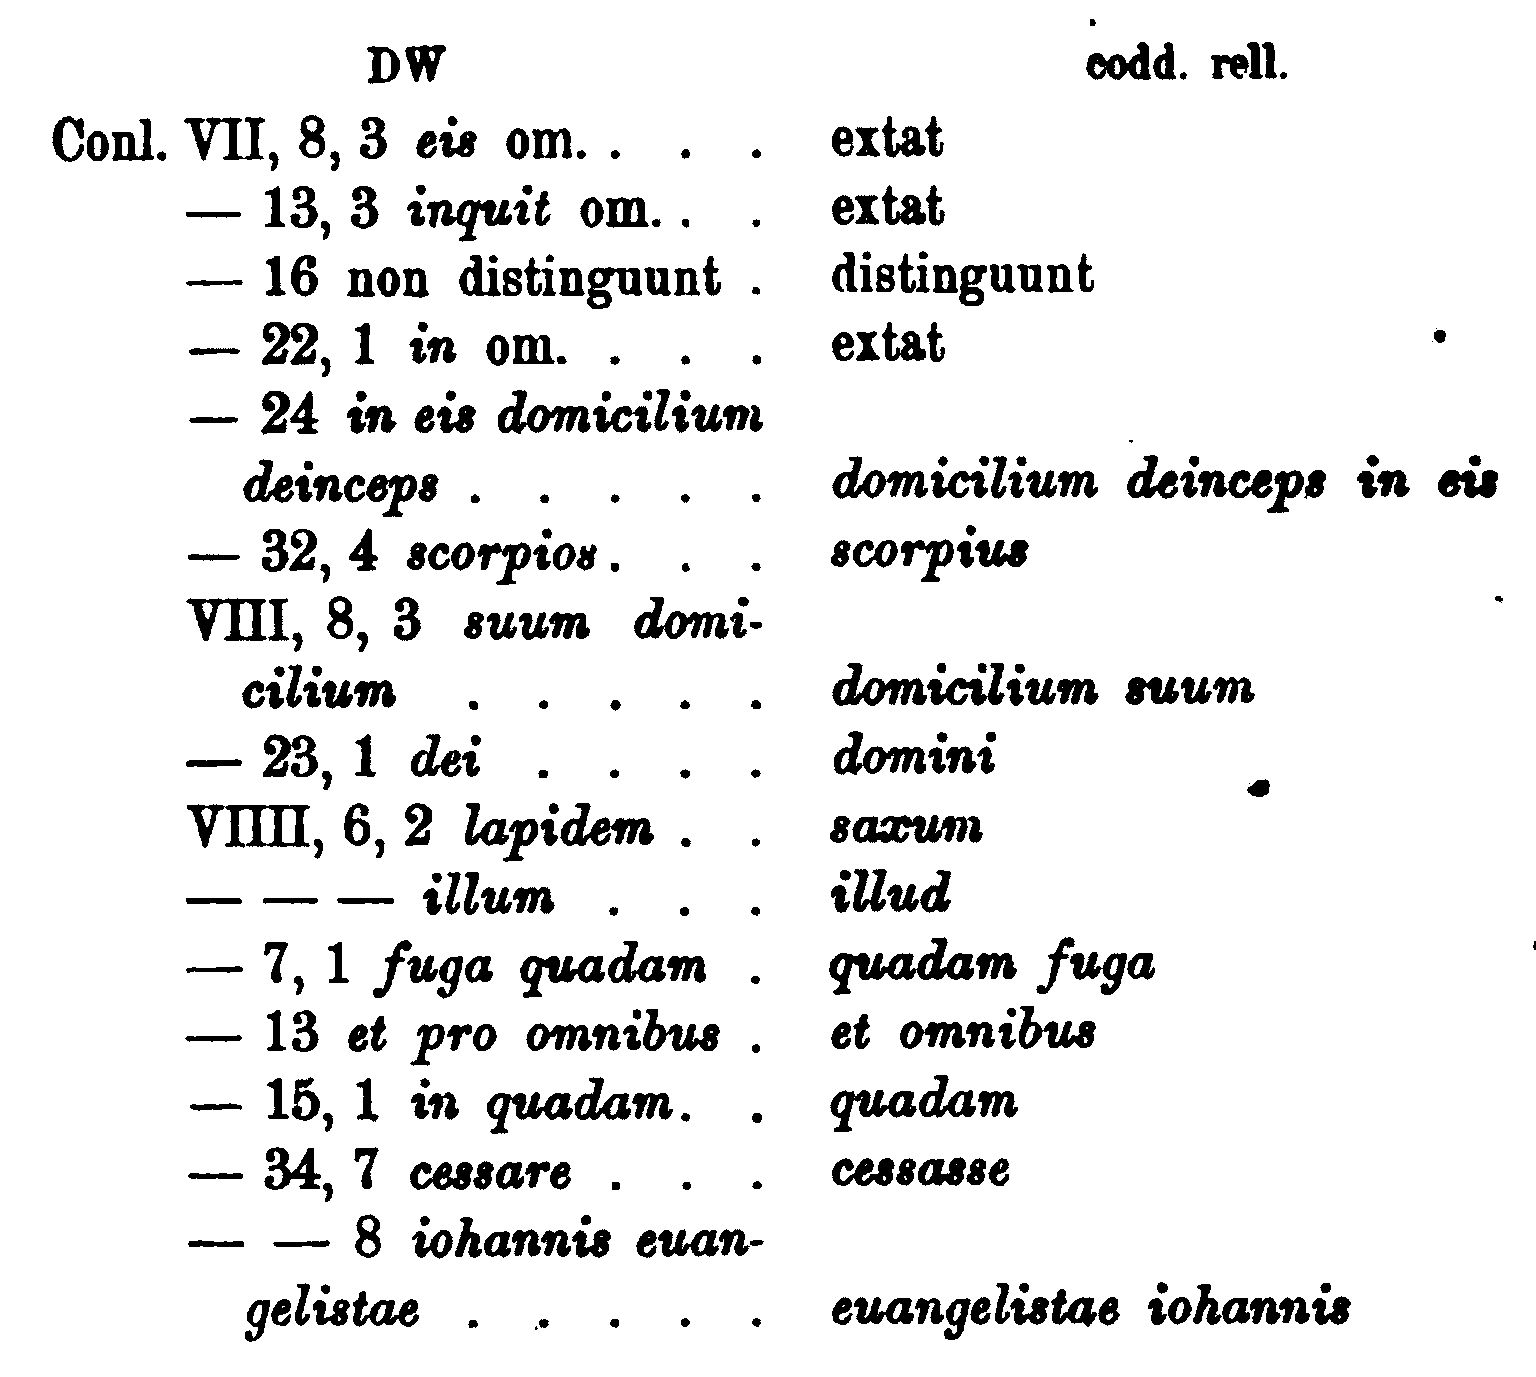 DW codd. rell.
Conl. VII, 8, 3 eis om. . . . extat
— 13, 3 inquit om. . . extat
— 16 non distinguunt . distinguunt
— 22, 1 in om. . . . extat
— 24 in eis domicilium
deinceps . . . . . domicilium deinceps in eis
— 32, 4 scorpios . . . scorpius
VIII, 8, 3 suum domi-
cilium . . . . . domicilium suum
— 23, 1 dei . . . . domini
VIIII, 6, 2 lapidem . . saxum
— — — illum . . . illud
— 7, 1 fuga quadam . quadam fuga
— 13 et pro omnibus . et omnibus
— 15, 1 in quadam . . quadam
— 34, 7 cessare . . . cessasse
— — 8 iohannis euan-
gelistae . . . . . euangelistae iohannis